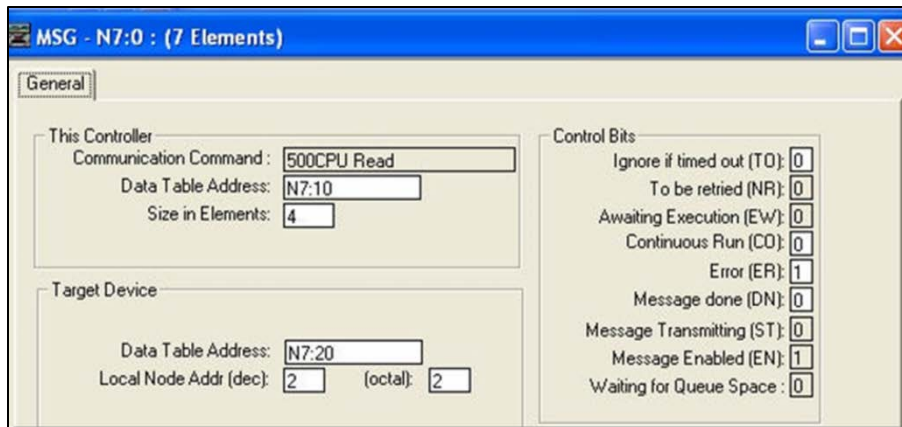 MSG - N7:0 : (7 Elements)
General
This Controller
Communication Command : 500CPU Read
Data Table Address: N7:10
Size in Elements: 4
Target Device
Data Table Address: N7:20
Local Node Addr (dec): 2 (octal): 2
Control Bits
Ignore if timed out (TO): 0
To be retried (NR): 0
Awaiting Execution (EW): 0
Continuous Run (CO): 0
Error (ER): 1
Message done (DN): 0
Message Transmitting (ST): 0
Message Enabled (EN): 1
Waiting for Queue Space : 0